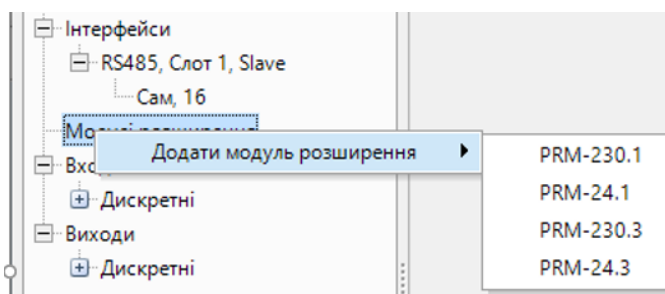 Інтерфейси
RS485, Слот 1, Slave
Сам, 16
Додати модуль розширення
PRM-230.1
PRM-24.1
PRM-230.3
PRM-24.3
Дискретні
Виходи
Дискретні